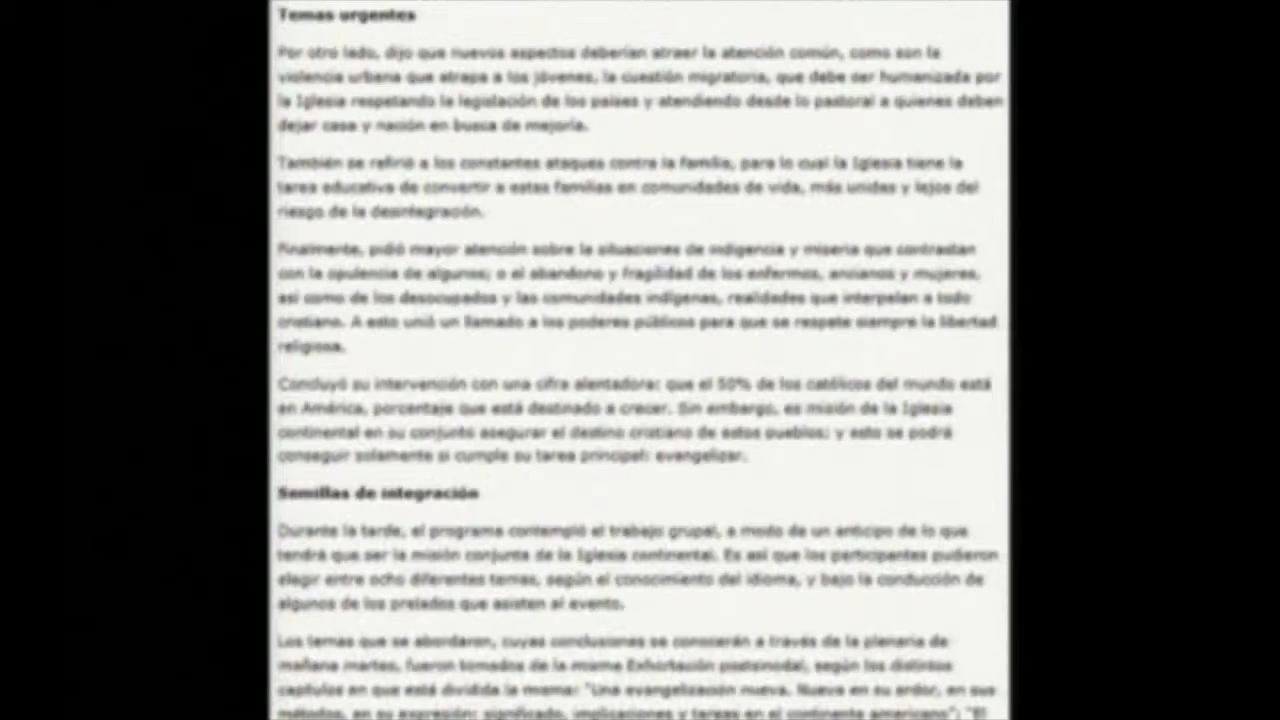 Temas urgentes
Por otro lado, dijo que nuevos aspectos deberían atraer la atención común, como son la
violencia urbana que atrapa a los jóvenes, la cuestión migratoria, que debe ser humanizada por
la Iglesia respetando la legislación de los países y atendiendo desde lo pastoral a quienes deben
dejar casa y nación en busca de mejoría.
También se refirió a los constantes ataques contra la familia, para lo cual la Iglesia tiene la
tarea educativa de convertir a estas familias en comunidades de vida, más unidas y lejos del
riesgo de la desintegración.
Finalmente, pidió mayor atención sobre la situaciones de indigencia y miseria que contrastan
con la opulencia de algunos; o el abandono y fragilidad de los enfermos, ancianos y mujeres,
así como de los desocupados y las comunidades indígenas, realidades que interpelan a todo
cristiano. A esto unió un llamado a los poderes públicos para que se respete siempre la libertad
religiosa.
Concluyó su intervención con una cifra alentadora: que el 50% de los católicos del mundo está
en América, porcentaje que está destinado a crecer. Sin embargo, es misión de la Iglesia
continental en su conjunto asegurar el destino cristiano de estos pueblos; y esto se podrá
conseguir solamente si cumple su tarea principal: evangelizar.
Semillas de integración
Durante la tarde, el programa contempló el trabajo grupal, a modo de un anticipo de lo que
tendrá que ser la misión conjunta de la Iglesia continental. Es así que los participantes pudieron
elegir entre ocho diferentes temas, según el conocimiento del idioma, y bajo la conducción de
algunos de los prelados que asisten al evento.
Los temas que se abordaron, cuyas conclusiones se conocerán a través de la plenaria de
mañana martes, fueron tomados de la misma Exhortación postsinodal, según los distintos
capítulos en que está dividida la misma: "Una evangelización nueva. Nueva en su ardor, en sus
métodos, en su expresión: significado, implicaciones y tareas en el continente americano"; "El